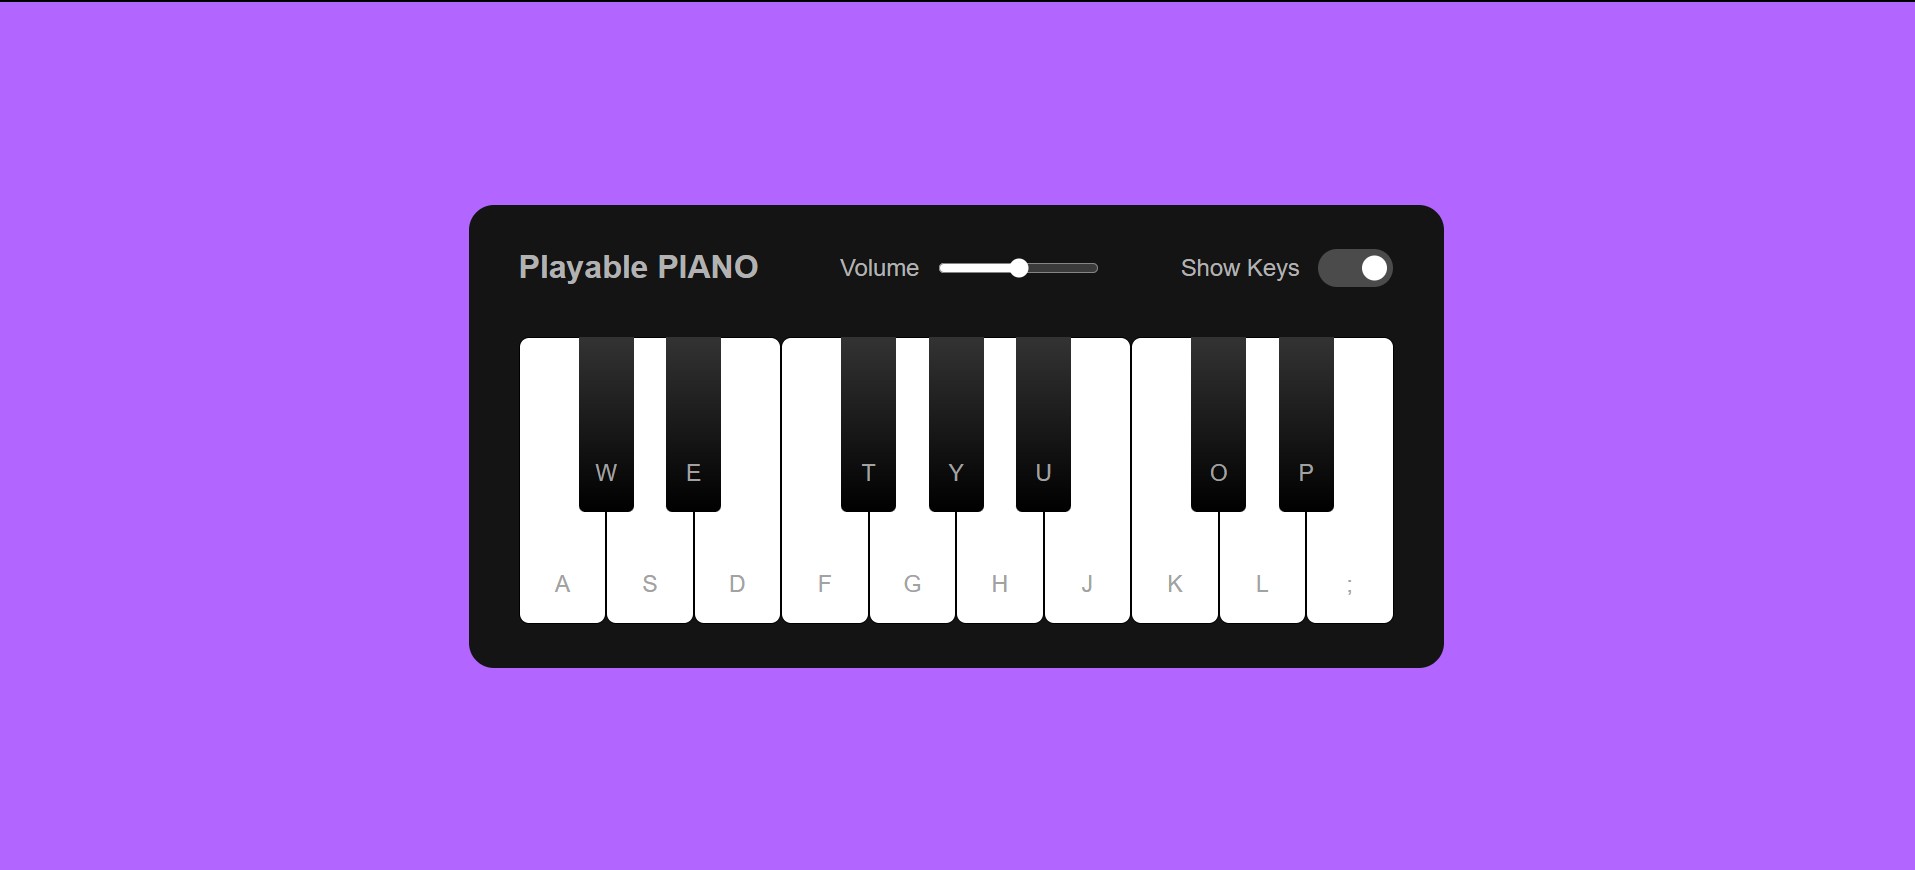 Playable PIANO
Volume
Show Keys
W E T Y U O P
A S D F G H J K L ;